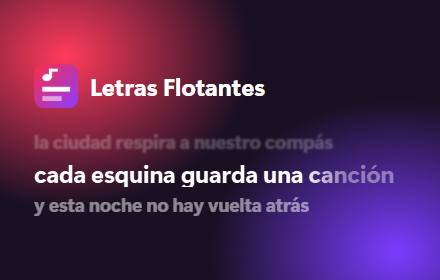 Letras Flotantes
la ciudad respira a nuestro compás
cada esquina guarda una canción
y esta noche no hay vuelta atrás